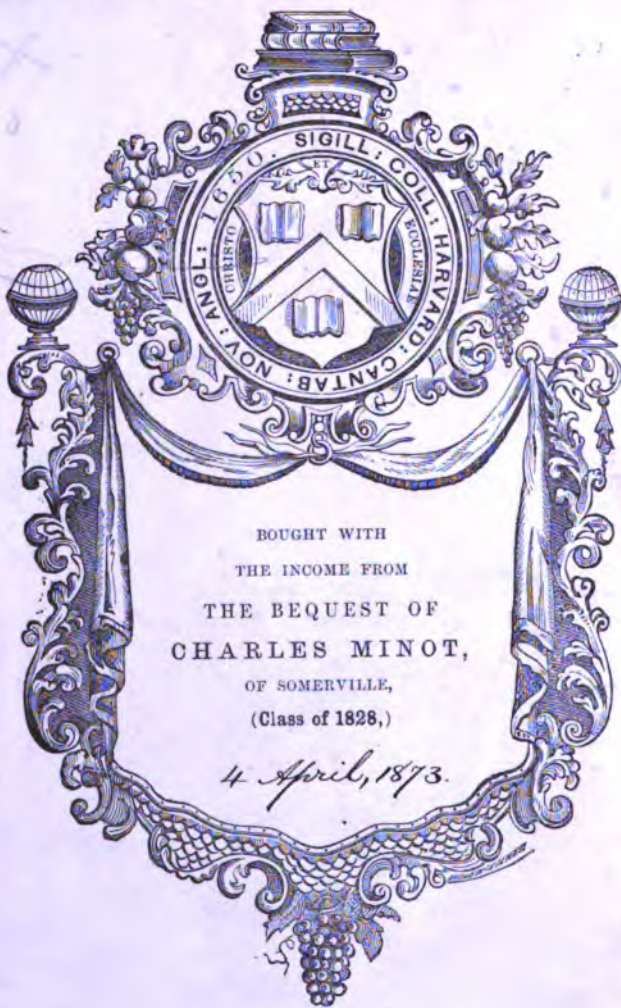 SIGILL : COLL : HARVARD : CANTAB : NOV : ANGL : 1650.
ET
CHRISTO
ECCLESIAE
BOUGHT WITH
THE INCOME FROM
THE BEQUEST OF
CHARLES MINOT,
OF SOMERVILLE,
(Class of 1828,)
4 April, 1873.